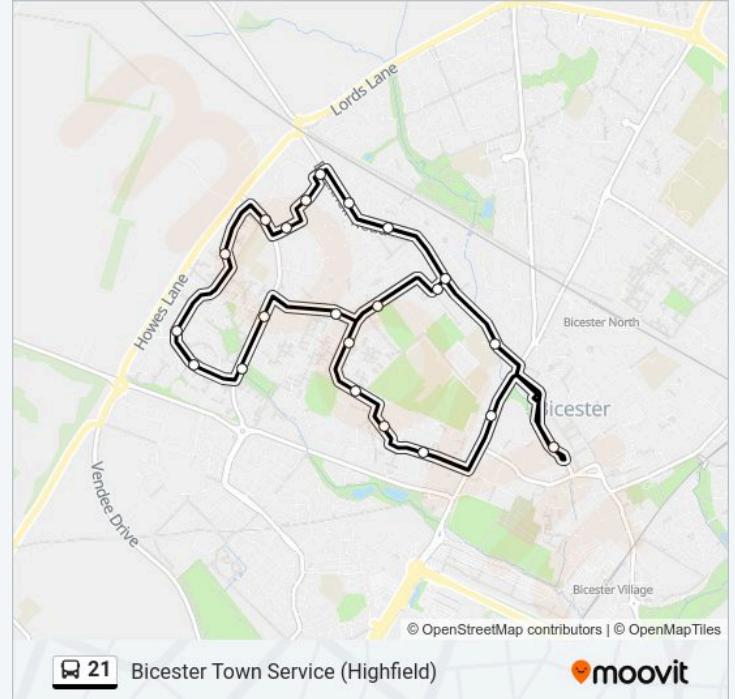 Lords Lane
Howes Lane
Bicester North
Bicester
Vendee Drive
Bicester Village
© OpenStreetMap contributors | © OpenMapTiles
21 Bicester Town Service (Highfield)
moovit